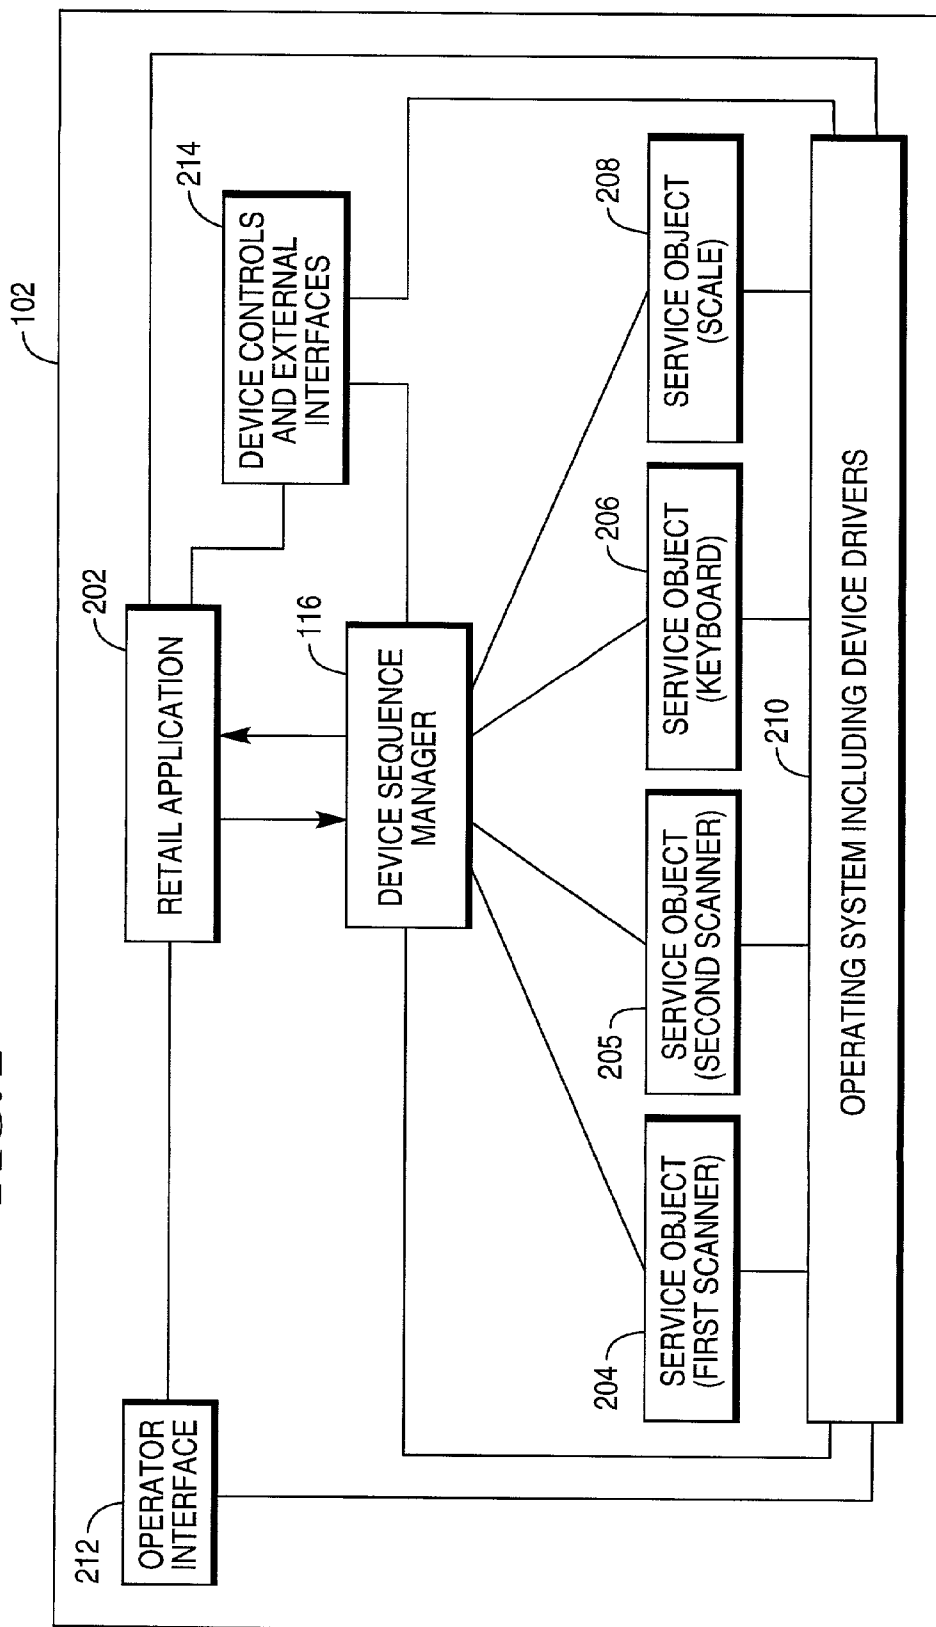 102
212
OPERATOR
INTERFACE
202
RETAIL APPLICATION
214
DEVICE CONTROLS
AND EXTERNAL
INTERFACES
116
DEVICE SEQUENCE
MANAGER
204
SERVICE OBJECT
(FIRST SCANNER)
205
SERVICE OBJECT
(SECOND SCANNER)
206
SERVICE OBJECT
(KEYBOARD)
208
SERVICE OBJECT
(SCALE)
210
OPERATING SYSTEM INCLUDING DEVICE DRIVERS